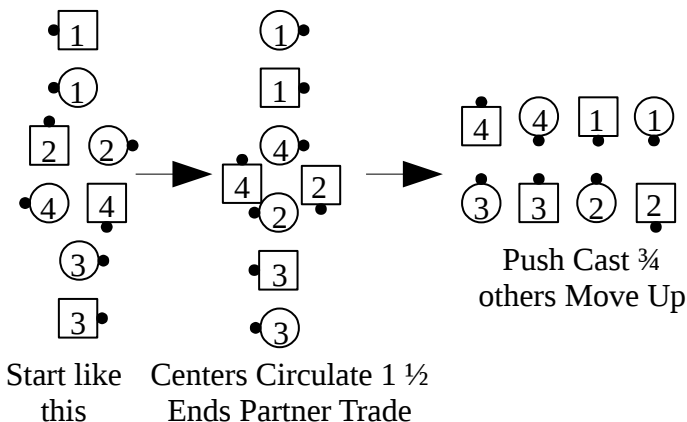 1 1
1 1
2 2 4
4 4 4 2
2
3 3
3 3
4 4 1 1
3 3 2 2
Start like
this
Centers Circulate 1 ½
Ends Partner Trade
Push Cast ¾
others Move Up